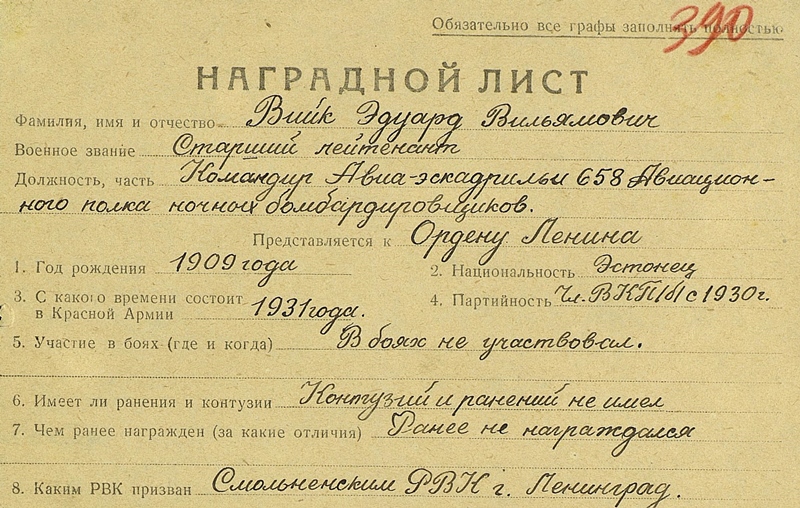 Обязательно все графы заполнять полностью
390
НАГРАДНОЙ ЛИСТ
Фамилия, имя и отчество Вийк Эдуард Вильямович
Военное звание Старший лейтенант
Должность, часть Командир Авиа-эскадрильи 658 Авиацион-
ного полка ночных бомбардировщиков.
Представляется к Ордену Ленина
1. Год рождения 1909 года 2. Национальность Эстонец
3. С какого времени состоит в Красной Армии 1931 года. 4. Партийность Чл. ВКП/б/ с 1930 г.
5. Участие в боях (где и когда) В боях не участвовал.
6. Имеет ли ранения и контузии Контузий и ранений не имел
7. Чем ранее награжден (за какие отличия) Ранее не награждался
8. Каким РВК призван Смольненским РВК г. Ленинград.